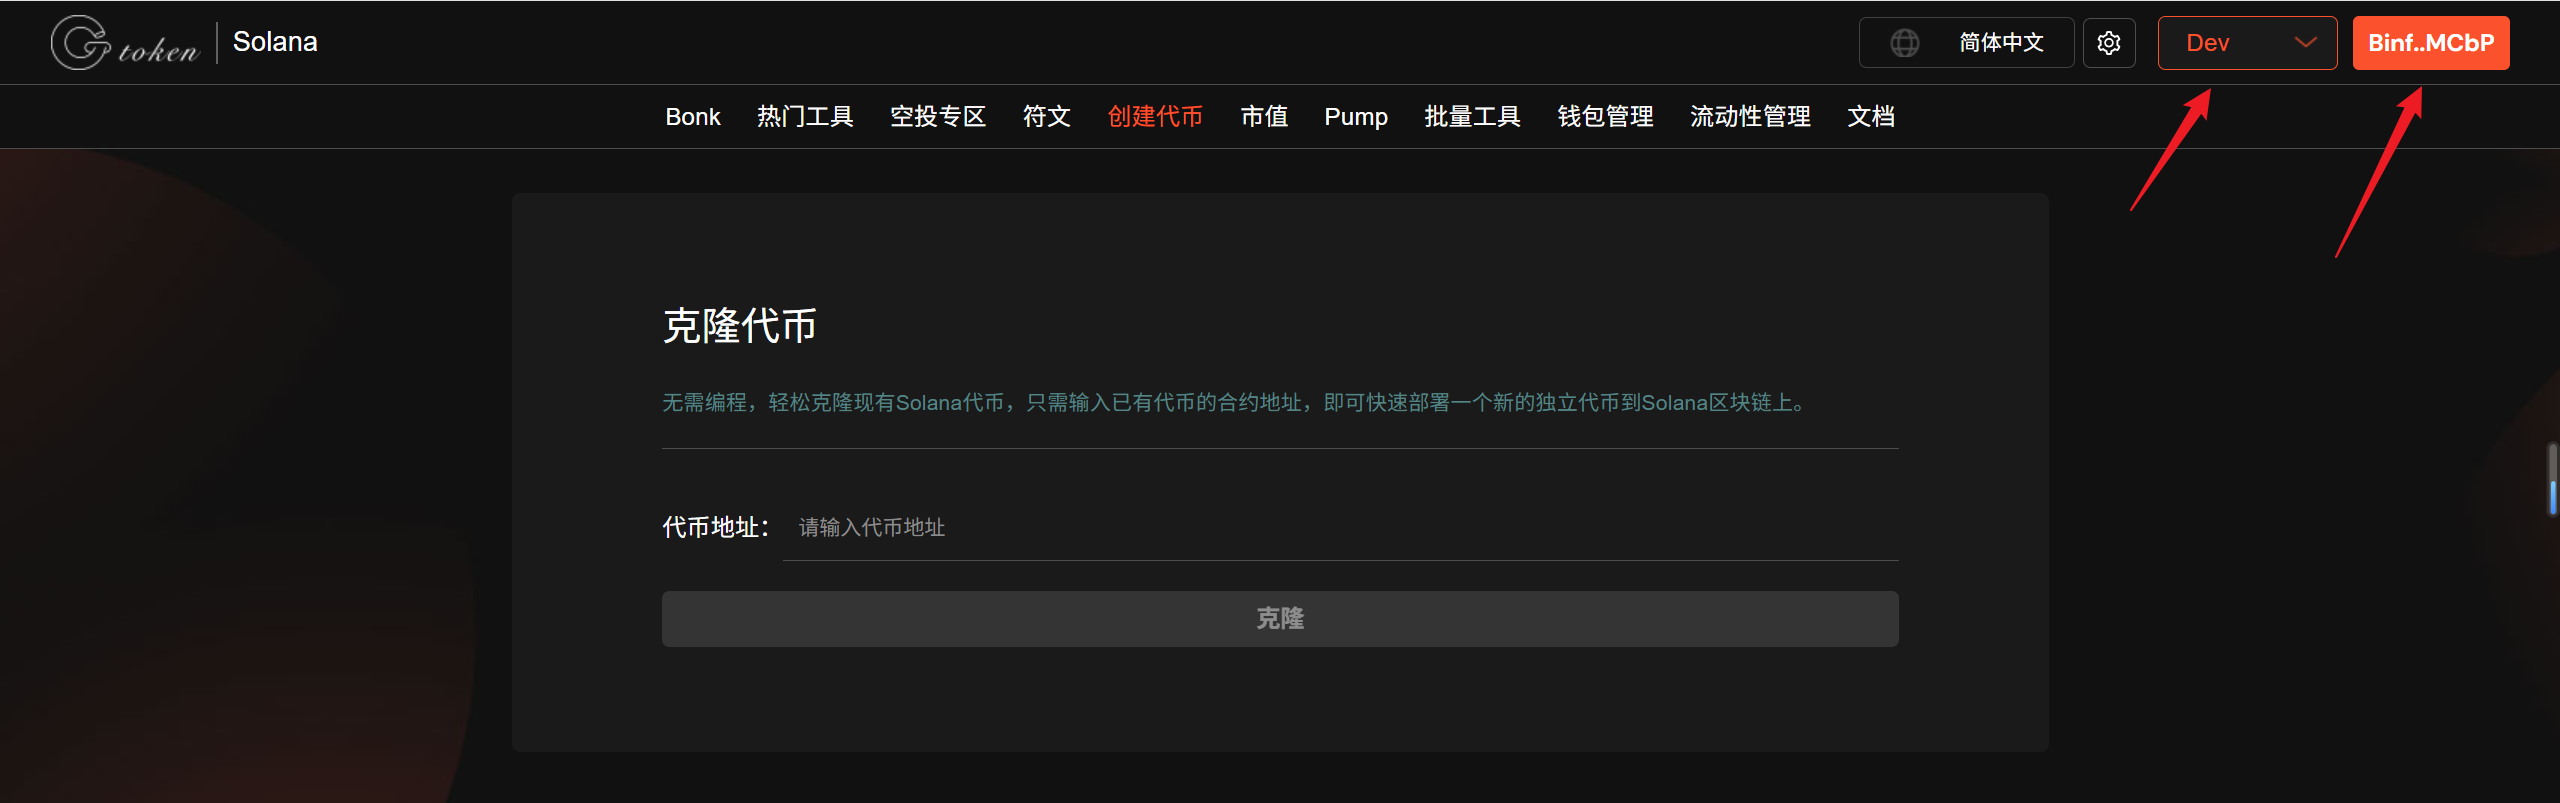 GP token | Solana
简体中文
Dev
Binf..MCbP
Bonk 热门工具 空投专区 符文 创建代币 市值 Pump 批量工具 钱包管理 流动性管理 文档
克隆代币
无需编程，轻松克隆现有Solana代币，只需输入已有代币的合约地址，即可快速部署一个新的独立代币到Solana区块链上。
代币地址： 请输入代币地址
克隆